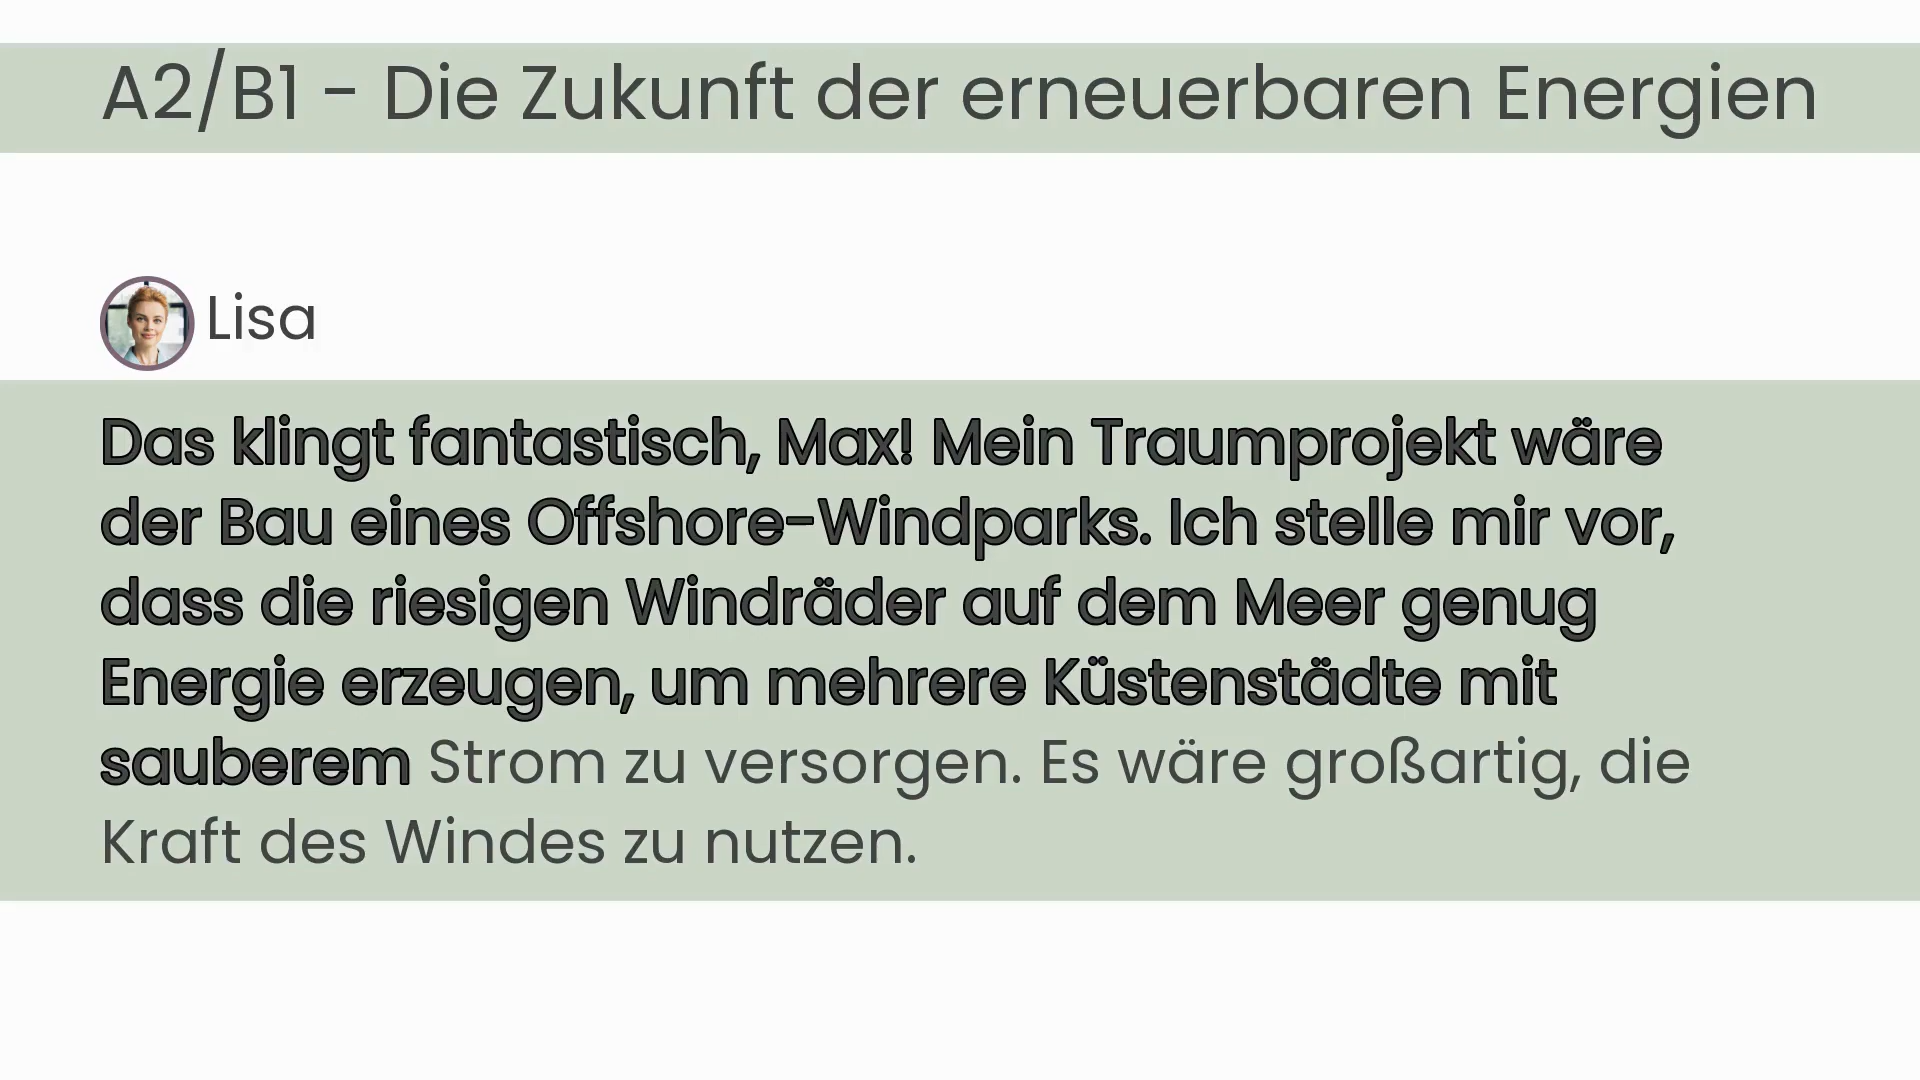 A2/B1 - Die Zukunft der erneuerbaren Energien
Lisa
Das klingt fantastisch, Max! Mein Traumprojekt wäre
der Bau eines Offshore-Windparks. Ich stelle mir vor,
dass die riesigen Windräder auf dem Meer genug
Energie erzeugen, um mehrere Küstenstädte mit
sauberem Strom zu versorgen. Es wäre großartig, die
Kraft des Windes zu nutzen.